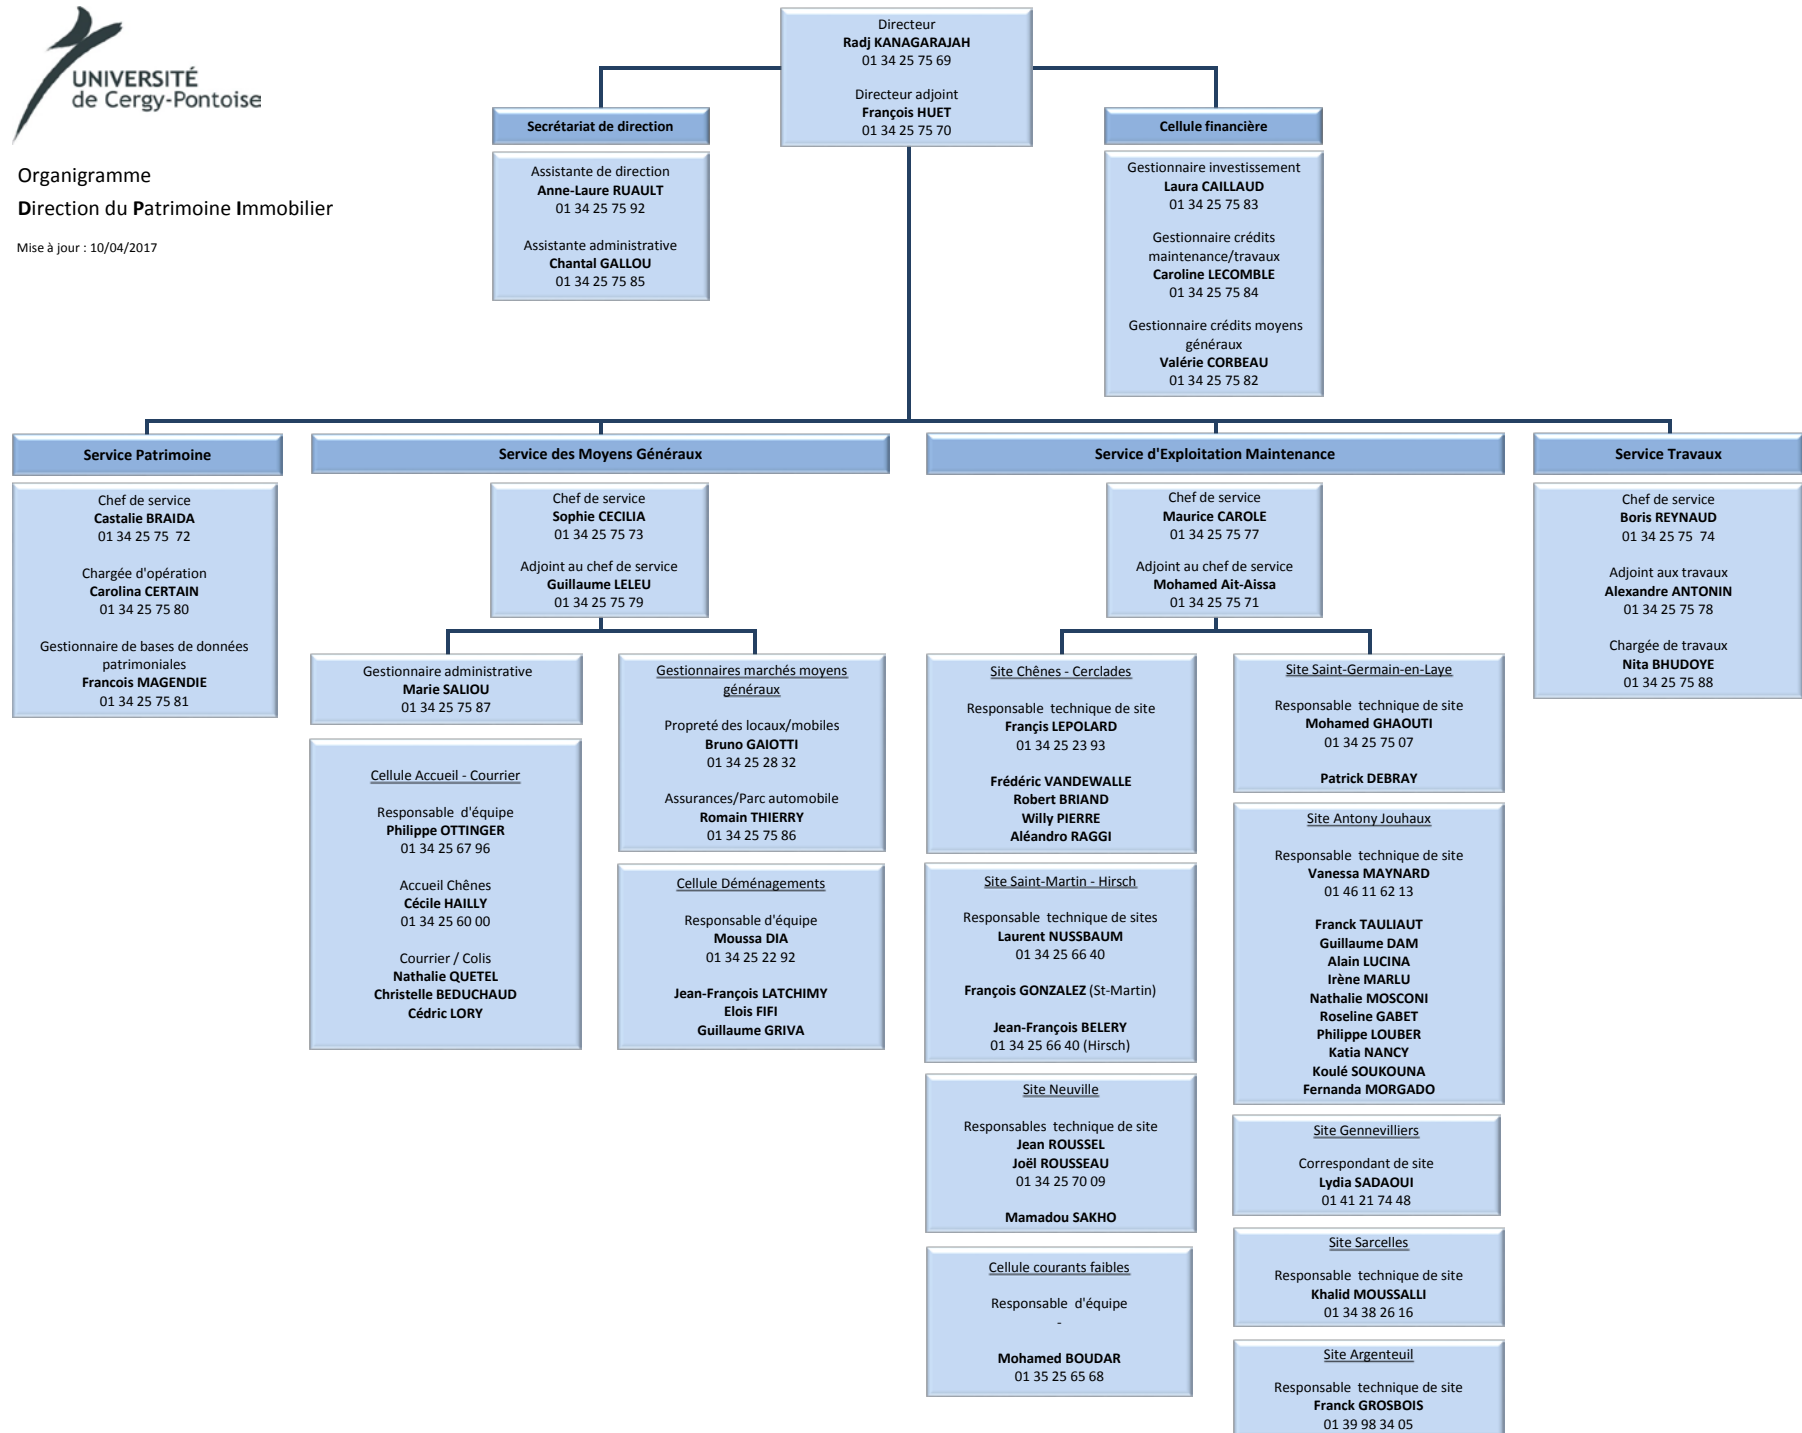 UNIVERSITÉ
de Cergy-Pontoise
Organigramme
Direction du Patrimoine Immobilier
Mise à jour : 10/04/2017
Directeur
Radj KANAGARAJAH
01 34 25 75 69
Directeur adjoint
François HUET
01 34 25 75 70
Secrétariat de direction
Assistante de direction
Anne-Laure RUAULT
01 34 25 75 92
Assistante administrative
Chantal GALLOU
01 34 25 75 85
Cellule financière
Gestionnaire investissement
Laura CAILLAUD
01 34 25 75 83
Gestionnaire crédits
maintenance/travaux
Caroline LECOMBLE
01 34 25 75 84
Gestionnaire crédits moyens
généraux
Valérie CORBEAU
01 34 25 75 82
Service Patrimoine
Chef de service
Castalie BRAIDA
01 34 25 75  72
Chargée d'opération
Carolina CERTAIN
01 34 25 75 80
Gestionnaire de bases de données
patrimoniales
Francois MAGENDIE
01 34 25 75 81
Service des Moyens Généraux
Chef de service
Sophie CECILIA
01 34 25 75 73
Adjoint au chef de service
Guillaume LELEU
01 34 25 75 79
Gestionnaire administrative
Marie SALIOU
01 34 25 75 87
Cellule Accueil - Courrier
Responsable  d'équipe
Philippe OTTINGER
01 34 25 67 96
Accueil Chênes
Cécile HAILLY
01 34 25 60 00
Courrier / Colis
Nathalie QUETEL
Christelle BEDUCHAUD
Cédric LORY
Gestionnaires marchés moyens
généraux
Propreté des locaux/mobiles
Bruno GAIOTTI
01 34 25 28 32
Assurances/Parc automobile
Romain THIERRY
01 34 25 75 86
Cellule Déménagements
Responsable d'équipe
Moussa DIA
01 34 25 22 92
Jean-François LATCHIMY
Elois FIFI
Guillaume GRIVA
Service d'Exploitation Maintenance
Chef de service
Maurice CAROLE
01 34 25 75 77
Adjoint au chef de service
Mohamed Ait-Aissa
01 34 25 75 71
Site Chênes - Cerclades
Responsable  technique de site
Françis LEPOLARD
01 34 25 23 93
Frédéric VANDEWALLE
Robert BRIAND
Willy PIERRE
Aléandro RAGGI
Site Saint-Martin - Hirsch
Responsable  technique de sites
Laurent NUSSBAUM
01 34 25 66 40
François GONZALEZ (St-Martin)
Jean-François BELERY
01 34 25 66 40 (Hirsch)
Site Neuville
Responsables  technique de site
Jean ROUSSEL
Joël ROUSSEAU
01 34 25 70 09
Mamadou SAKHO
Cellule courants faibles
Responsable  d'équipe
-
Mohamed BOUDAR
01 35 25 65 68
Site Saint-Germain-en-Laye
Responsable  technique de site
Mohamed GHAOUTI
01 34 25 75 07
Patrick DEBRAY
Site Antony Jouhaux
Responsable  technique de site
Vanessa MAYNARD
01 46 11 62 13
Franck TAULIAUT
Guillaume DAM
Alain LUCINA
Irène MARLU
Nathalie MOSCONI
Roseline GABET
Philippe LOUBER
Katia NANCY
Koulé SOUKOUNA
Fernanda MORGADO
Site Gennevilliers
Correspondant de site
Lydia SADAOUI
01 41 21 74 48
Site Sarcelles
Responsable  technique de site
Khalid MOUSSALLI
01 34 38 26 16
Site Argenteuil
Responsable  technique de site
Franck GROSBOIS
01 39 98 34 05
Service Travaux
Chef de service
Boris REYNAUD
01 34 25 75  74
Adjoint aux travaux
Alexandre ANTONIN
01 34 25 75 78
Chargée de travaux
Nita BHUDOYE
01 34 25 75 88